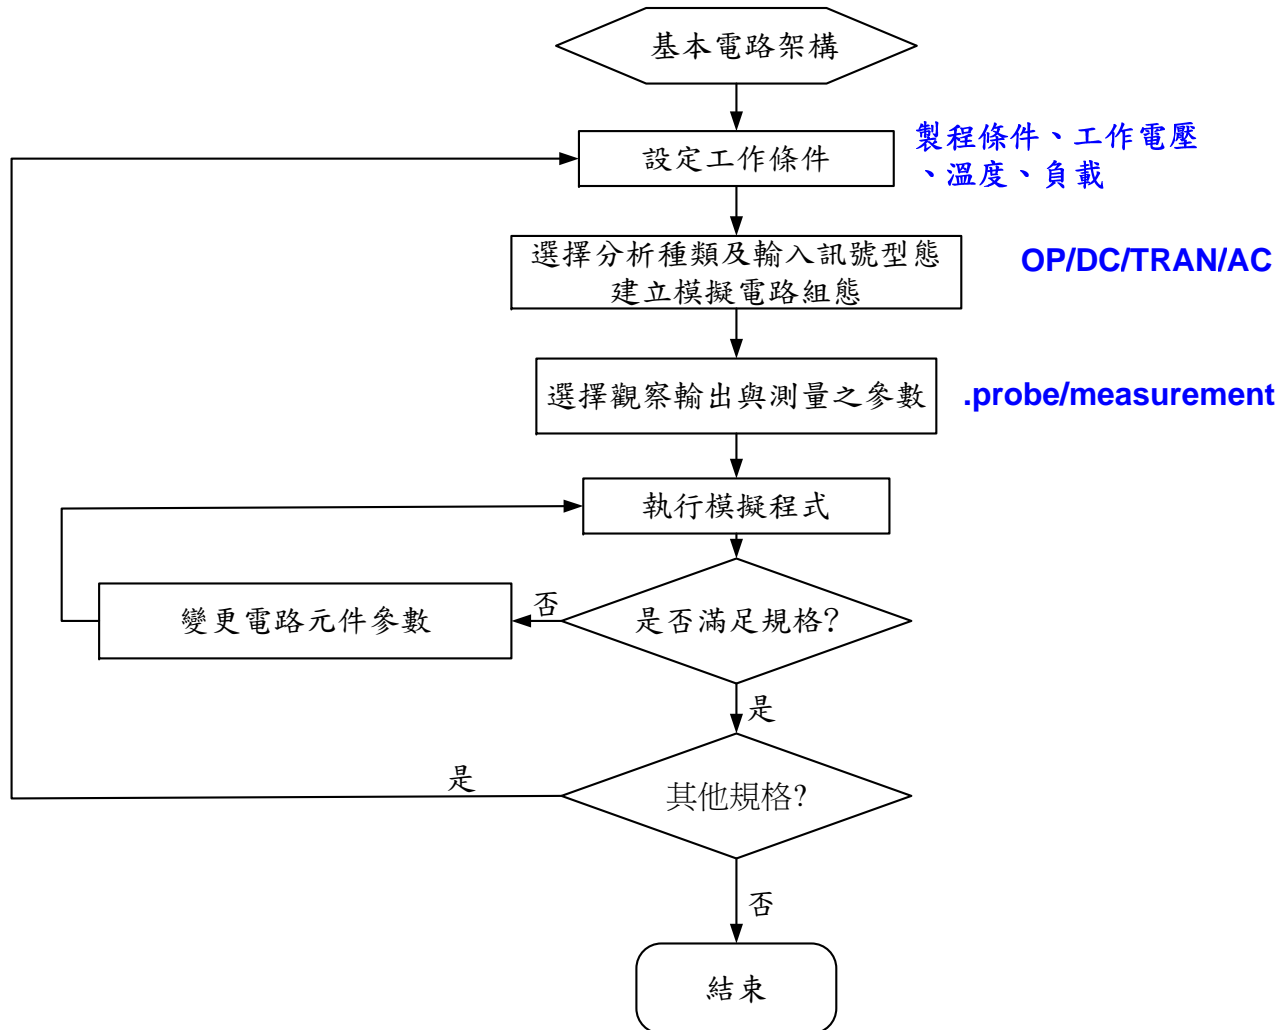 基本電路架構
設定工作條件
製程條件、工作電壓
、溫度、負載
選擇分析種類及輸入訊號型態
建立模擬電路組態
OP/DC/TRAN/AC
選擇觀察輸出與測量之參數
.probe/measurement
執行模擬程式
變更電路元件參數
否
是否滿足規格?
是
是
其他規格?
否
結束